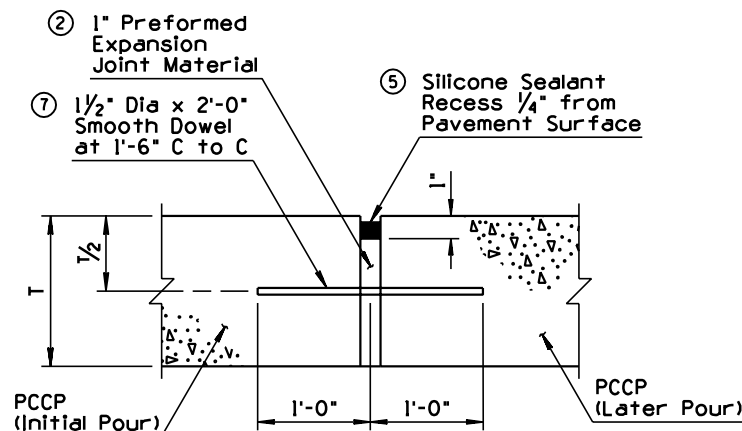 ② 1" Preformed
Expansion
Joint Material
⑤ Silicone Sealant
Recess 1/4" from
Pavement Surface
⑦ 1 1/2" Dia x 2'-0"
Smooth Dowel
at 1'-6" C to C
1"
T/2
T
PCCP
(Initial Pour)
1'-0"
1'-0"
PCCP
(Later Pour)